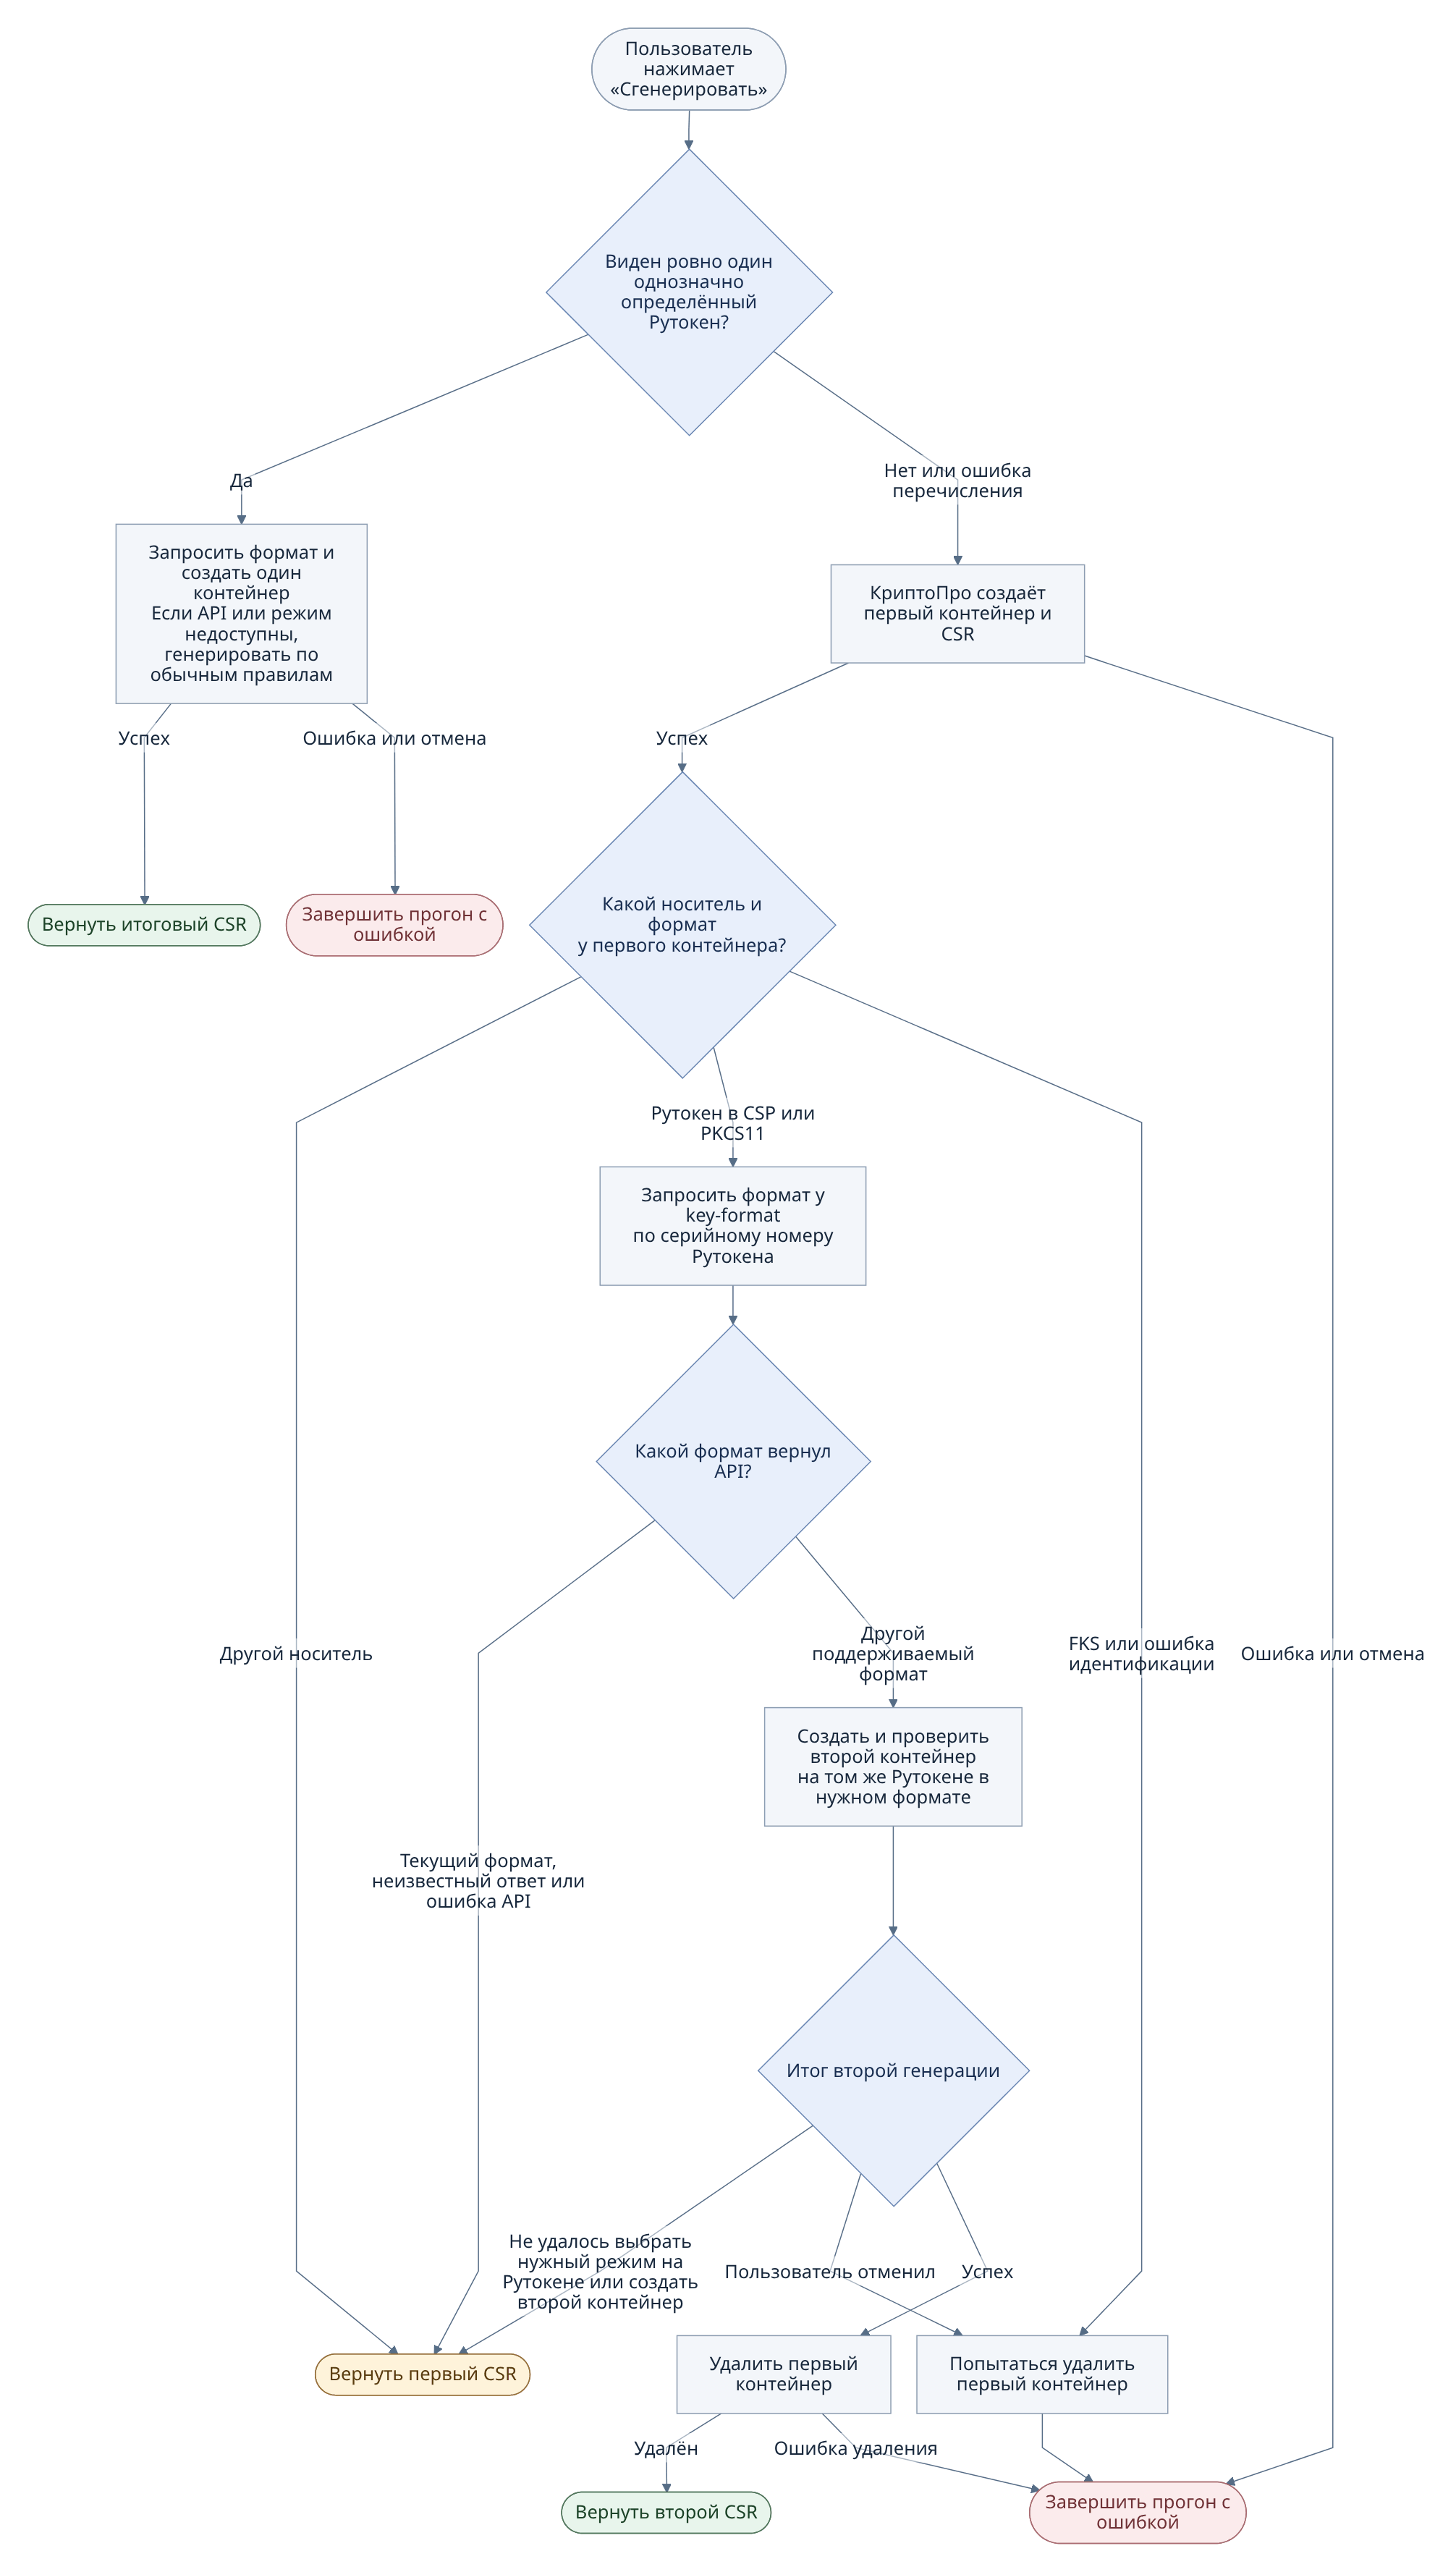 Пользователь
нажимает
«Сгенерировать»
Виден ровно один
однозначно
определённый
Рутокен?
Да
Нет или ошибка
перечисления
Запросить формат и
создать один
контейнер
Если API или режим
недоступны,
генерировать по
обычным правилам
КриптоПро создаёт
первый контейнер и
CSR
Успех
Ошибка или отмена
Успех
Вернуть итоговый CSR
Завершить прогон с
ошибкой
Какой носитель и
формат
у первого контейнера?
Рутокен в CSP или
PKCS11
Запросить формат у
key-format
по серийному номеру
Рутокена
Какой формат вернул
API?
Другой носитель
Другой
поддерживаемый
формат
FKS или ошибка
идентификации
Ошибка или отмена
Создать и проверить
второй контейнер
на том же Рутокене в
нужном формате
Текущий формат,
неизвестный ответ или
ошибка API
Итог второй генерации
Не удалось выбрать
нужный режим на
Рутокене или создать
второй контейнер
Пользователь отменил
Успех
Вернуть первый CSR
Удалить первый
контейнер
Попытаться удалить
первый контейнер
Удалён
Ошибка удаления
Вернуть второй CSR
Завершить прогон с
ошибкой